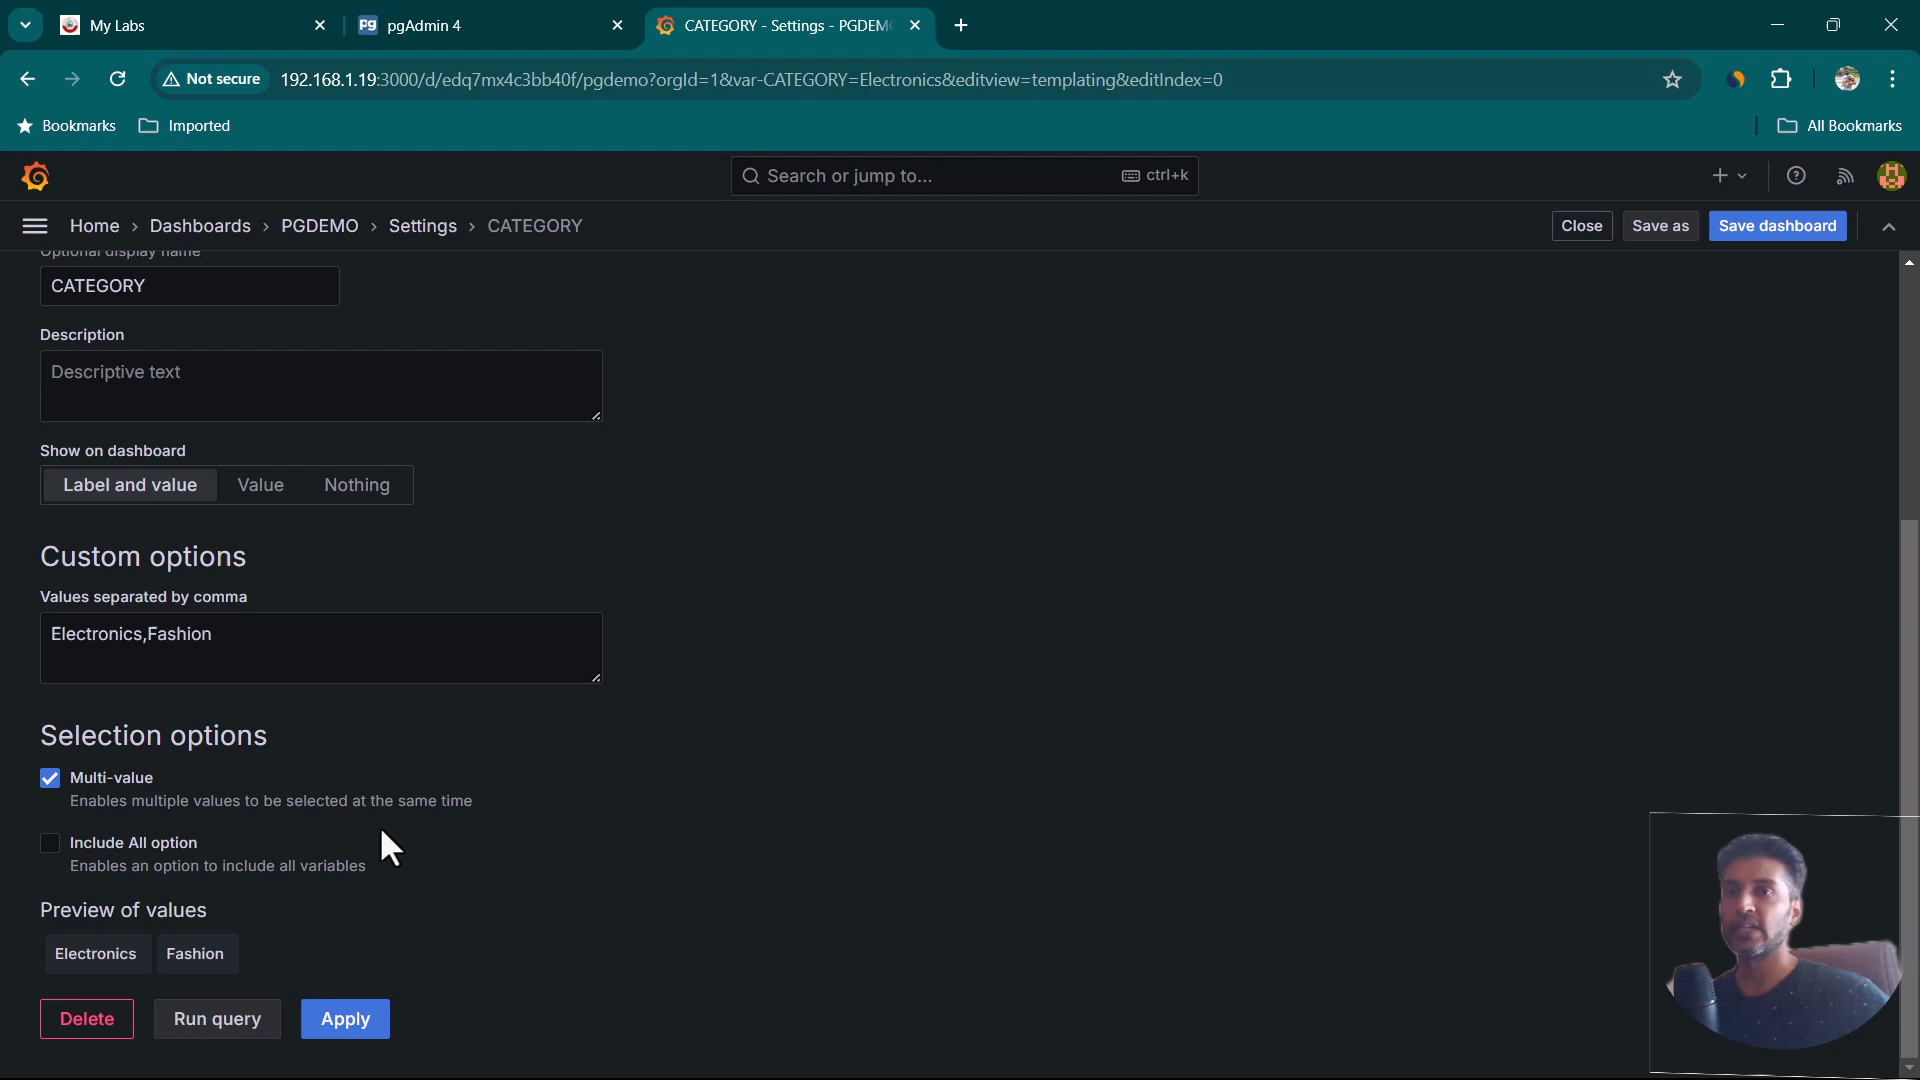 My Labs
pgAdmin 4
CATEGORY - Settings - PGDEM
Not secure
192.168.1.19:3000/d/edq7mx4c3bb40f/pgdemo?orgId=1&var-CATEGORY=Electronics&editview=templating&editIndex=0
Bookmarks
Imported
All Bookmarks
Search or jump to...
ctrl+k
Home › Dashboards › PGDEMO › Settings › CATEGORY
Close
Save as
Save dashboard
Optional display name
CATEGORY
Description
Descriptive text
Show on dashboard
Label and value
Value
Nothing
Custom options
Values separated by comma
Electronics,Fashion
Selection options
Multi-value
Enables multiple values to be selected at the same time
Include All option
Enables an option to include all variables
Preview of values
Electronics
Fashion
Delete
Run query
Apply